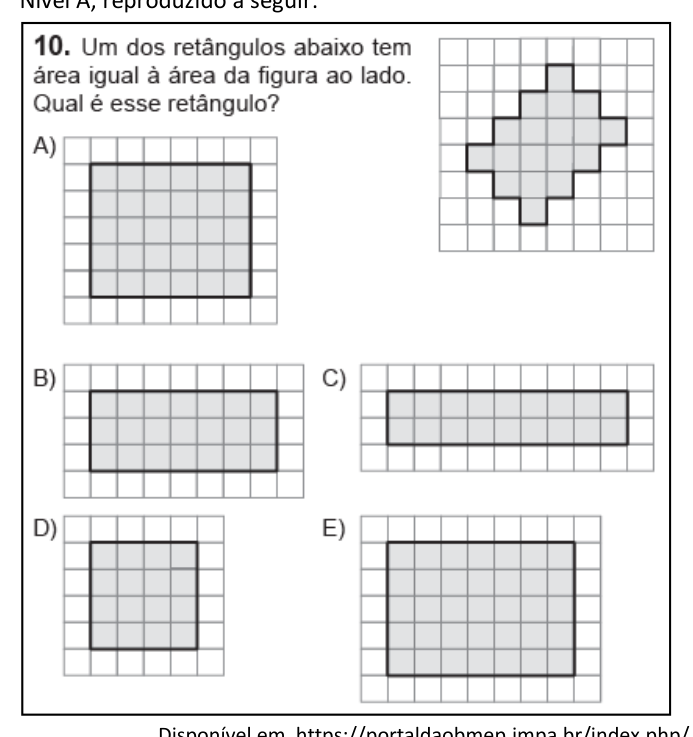 Nível A, reproduzido a seguir:
10. Um dos retângulos abaixo tem
área igual à área da figura ao lado.
Qual é esse retângulo?
A)
B)
C)
D)
E)
Disponível em https://portaldaobmep.impa.br/index.php/